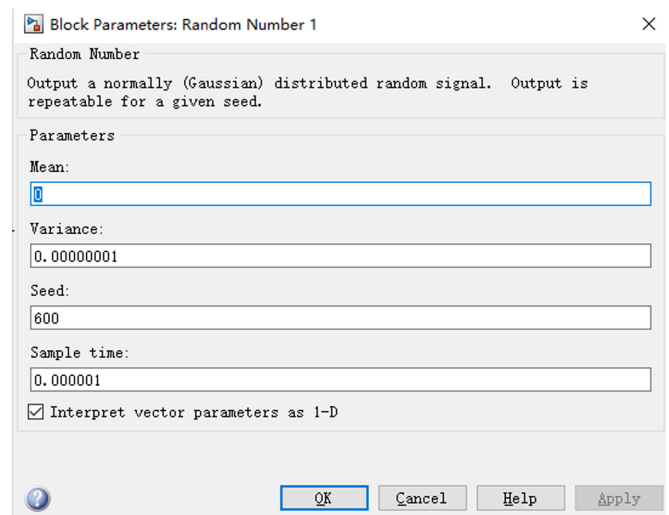 Block Parameters: Random Number 1
Random Number
Output a normally (Gaussian) distributed random signal. Output is
repeatable for a given seed.
Parameters
Mean:
0
Variance:
0.00000001
Seed:
600
Sample time:
0.000001
Interpret vector parameters as 1-D
OK Cancel Help Apply